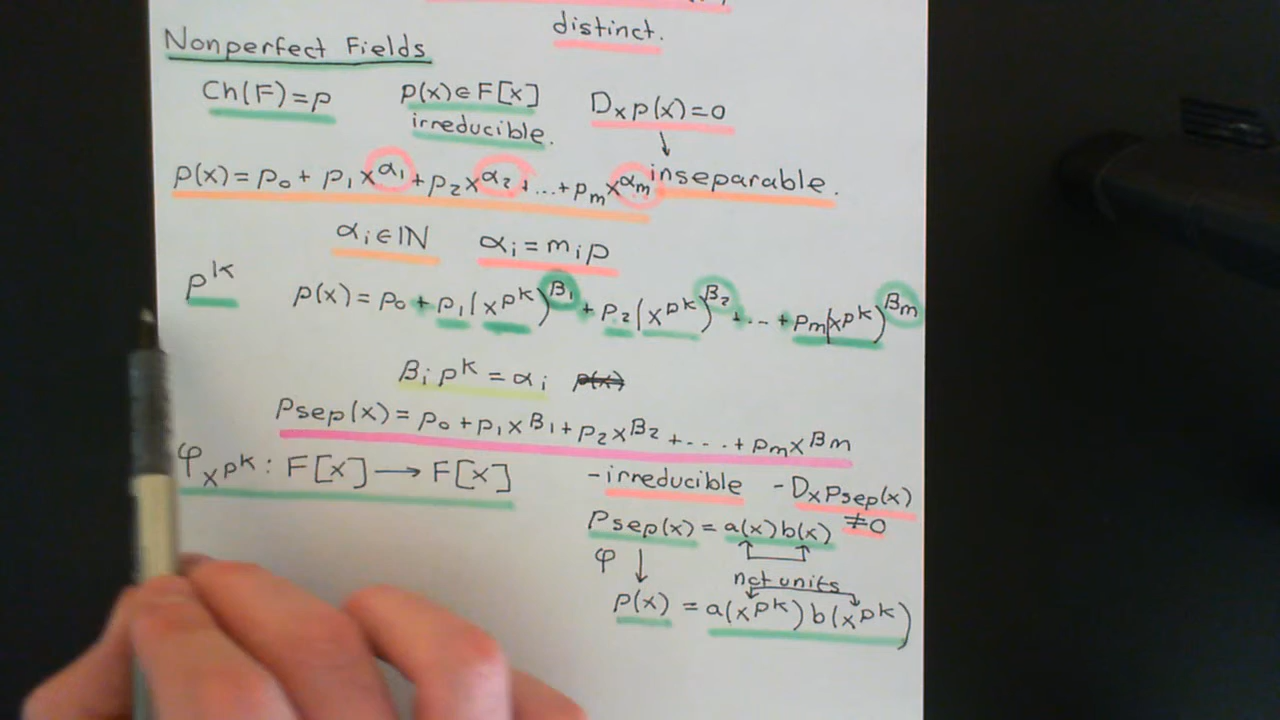 distinct.
Nonperfect Fields
Ch(F)=p p(x)∈F[x] Dₓp(x)=0
irreducible.
p(x)=p₀+p₁x^α₁+p₂x^α₂+...+pₘx^αₘ inseparable.
αᵢ∈ℕ αᵢ=mᵢp
p^k p(x)=p₀+p₁(x^p^k)^β₁+p₂(x^p^k)^β₂+...+pₘ(x^p^k)^βₘ
βᵢp^k=αᵢ p(x)
Psep(x)=p₀+p₁x^β₁+p₂x^β₂+....+pₘx^βₘ
φ_x^p^k: F[x]→F[x] -irreducible -DₓPsep(x)
≠0
Psep(x)=a(x)b(x)
φ ↓ not units
p(x)=a(x^p^k)b(x^p^k)